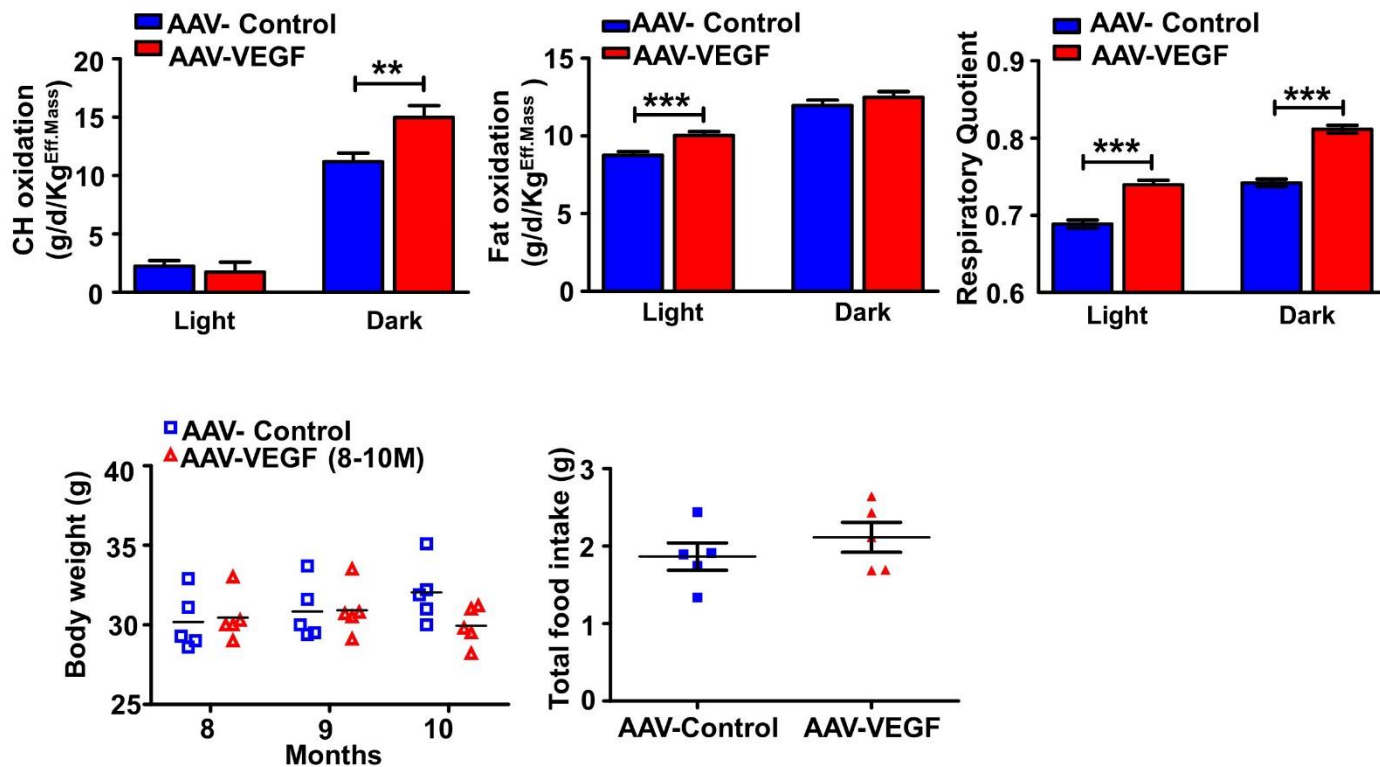 AAV- Control
AAV-VEGF
CH oxidation
(g/d/Kg^Eff.Mass)
20
15
10
5
0
**
Light
Dark
AAV- Control
AAV-VEGF
Fat oxidation
(g/d/Kg^Eff.Mass)
15
10
5
0
***
Light
Dark
AAV- Control
AAV-VEGF
Respiratory Quotient
0.9
0.8
0.7
0.6
***
***
Light
Dark
AAV- Control
AAV-VEGF (8-10M)
Body weight (g)
40
35
30
25
8
9
10
Months
Total food intake (g)
3
2
1
0
AAV-Control
AAV-VEGF